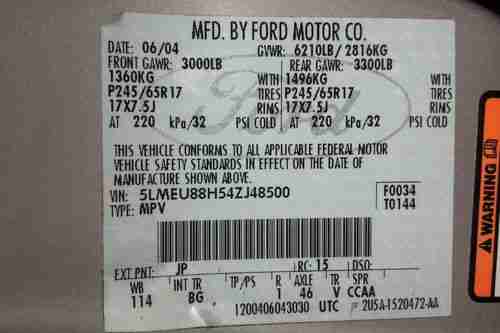 MFD. BY FORD MOTOR CO.
DATE: 06/04 GVWR: 6210LB/ 2816KG
FRONT GAWR: 3000LB REAR GAWR: 3300LB
1360KG WITH 1496KG WITH
P245/65R17 TIRES P245/65R17 TIRES
17X7.5J RIMS 17X7.5J RIMS
AT 220 kPa/32 PSI COLD AT 220 kPa/32 PSI COLD
Ford
THIS VEHICLE CONFORMS TO ALL APPLICABLE FEDERAL MOTOR
VEHICLE SAFETY STANDARDS IN EFFECT ON THE DATE OF
MANUFACTURE SHOWN ABOVE.
VIN: 5LMEU88H54ZJ48500 F0034
TYPE: MPV T0144
EXT PNT: JP RC: 15 DSO:
WB INT TR TP/PS R AXLE TR SPR
114 BG 46 V CCAA
1200406043030 UTC 2U5A-1520472-AA
WARNING